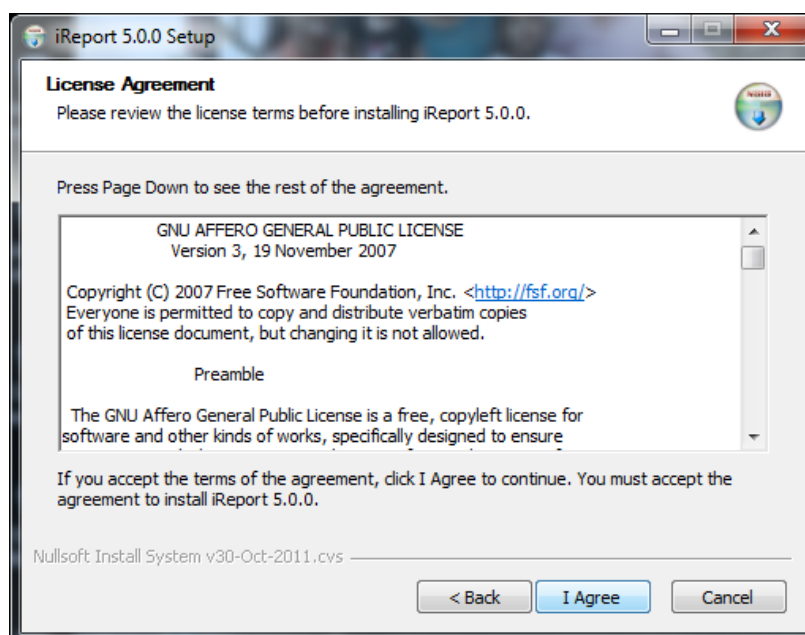 iReport 5.0.0 Setup
License Agreement
Please review the license terms before installing iReport 5.0.0.
Press Page Down to see the rest of the agreement.
GNU AFFERO GENERAL PUBLIC LICENSE
Version 3, 19 November 2007
Copyright (C) 2007 Free Software Foundation, Inc. <http://fsf.org/>
Everyone is permitted to copy and distribute verbatim copies
of this license document, but changing it is not allowed.
Preamble
The GNU Affero General Public License is a free, copyleft license for
software and other kinds of works, specifically designed to ensure
If you accept the terms of the agreement, click I Agree to continue. You must accept the
agreement to install iReport 5.0.0.
Nullsoft Install System v30-Oct-2011.cvs
< Back
I Agree
Cancel